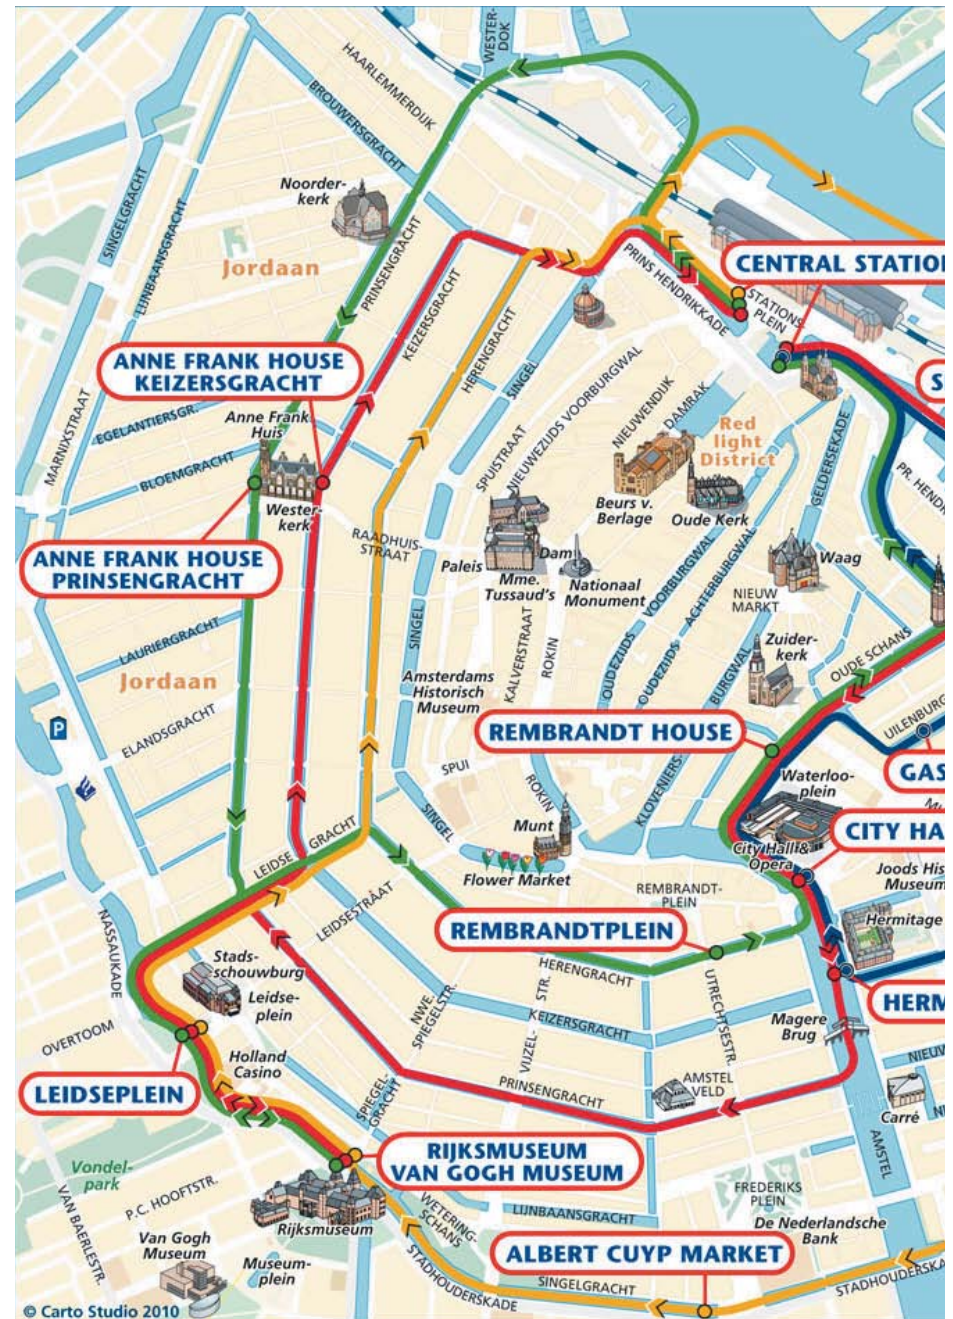 WESTER-
DOK
HAARLEMMERDIJK
BROUWERSGRACHT
SINGELGRACHT
LIJNBAANSGRACHT
Noorder-
kerk
Jordaan
PRINSENGRACHT
KEIZERSGRACHT
HERENGRACHT
SINGEL
PRINS HENDRIKKADE
STATIONS-
PLEIN
CENTRAL STATION
ANNE FRANK HOUSE
KEIZERSGRACHT
MARNIXSTRAAT
EGELANTIERSGR.
BLOEMGRACHT
Anne Frank
Huis
Wester-
kerk
ANNE FRANK HOUSE
PRINSENGRACHT
RAADHUIS-
STRAAT
SPUISTRAAT
NIEUWEZIJDS VOORBURGWAL
NIEUWENDIJK
DAMRAK
Red
light
District
Beurs v.
Berlage
Oude Kerk
GELDERSEKADE
PR. HENDR
Paleis
Dam
Mme.
Tussaud's
Nationaal
Monument
Waag
NIEUW
MARKT
Zuider-
kerk
OUDEZIJDS VOORBURGWAL
OUDEZIJDS ACHTERBURGWAL
BURGWAL
OUDE SCHANS
UILENBURG
LAURIERGRACHT
Jordaan
ELANDSGRACHT
P
SINGEL
Amsterdams
Historisch
Museum
KALVERSTRAAT
ROKIN
SPUI
SINGEL
ROKIN
KLOVENIERS-
REMBRANDT HOUSE
GAS
Waterloo-
plein
CITY HA
City Hall &
Opera
Joods His
Museum
Munt
Flower Market
LEIDSE GRACHT
LEIDSESTRAAT
REMBRANDT-
PLEIN
REMBRANDTPLEIN
Hermitage
HERM
NASSAUKADE
Stads-
schouwburg
Leidse-
plein
OVERTOOM
Holland
Casino
LEIDSEPLEIN
NWE.
SPIEGELSTR.
HERENGRACHT
KEIZERSGRACHT
VIJZEL-
STR.
UTRECHTSESTR.
Magere
Brug
PRINSENGRACHT
AMSTEL
VELD
NIEUW
Carré
AMSTEL
SPIEGEL-
GRACHT
RIJKSMUSEUM
VAN GOGH MUSEUM
Vondel-
park
P.C. HOOFTSTR.
VAN BAERLESTR.
Rijksmuseum
Van Gogh
Museum
Museum-
plein
WETERING-
SCHANS
LIJNBAANSGRACHT
FREDERIKS
PLEIN
De Nederlandsche
Bank
ALBERT CUYP MARKET
STADHOUDERSKADE
SINGELGRACHT
STADHOUDERSKA
© Carto Studio 2010